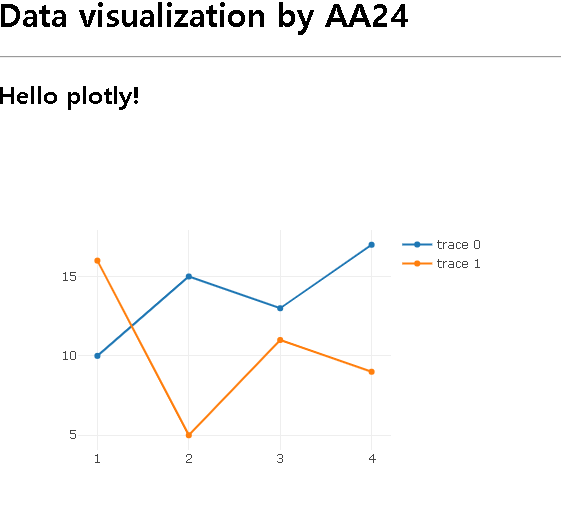 Data visualization by AA24
Hello plotly!
trace 0
trace 1
15
10
5
1 2 3 4